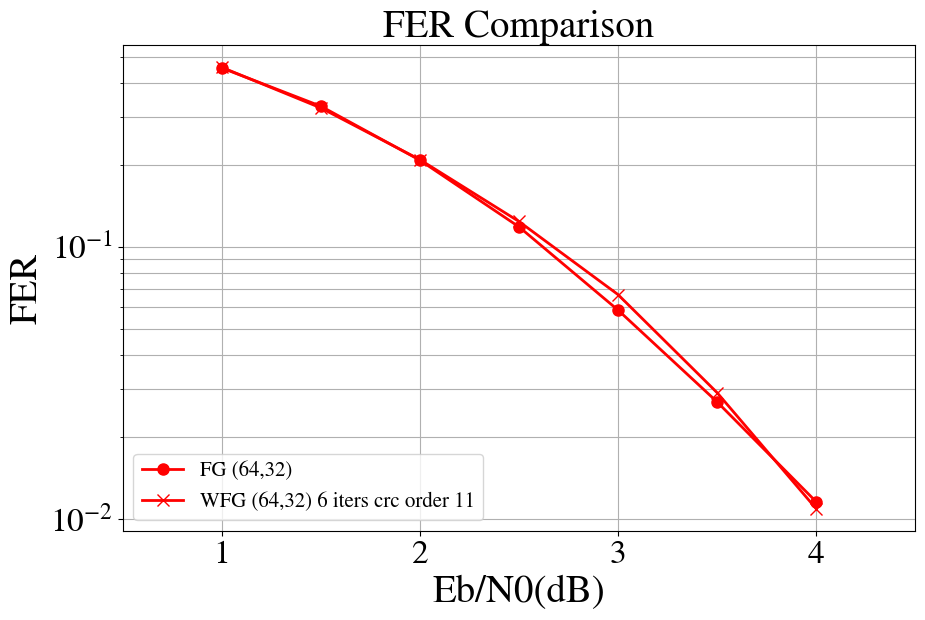 FER Comparison
FER
10⁻¹
10⁻²
FG (64,32)
WFG (64,32) 6 iters crc order 11
1 2 3 4
Eb/N0(dB)